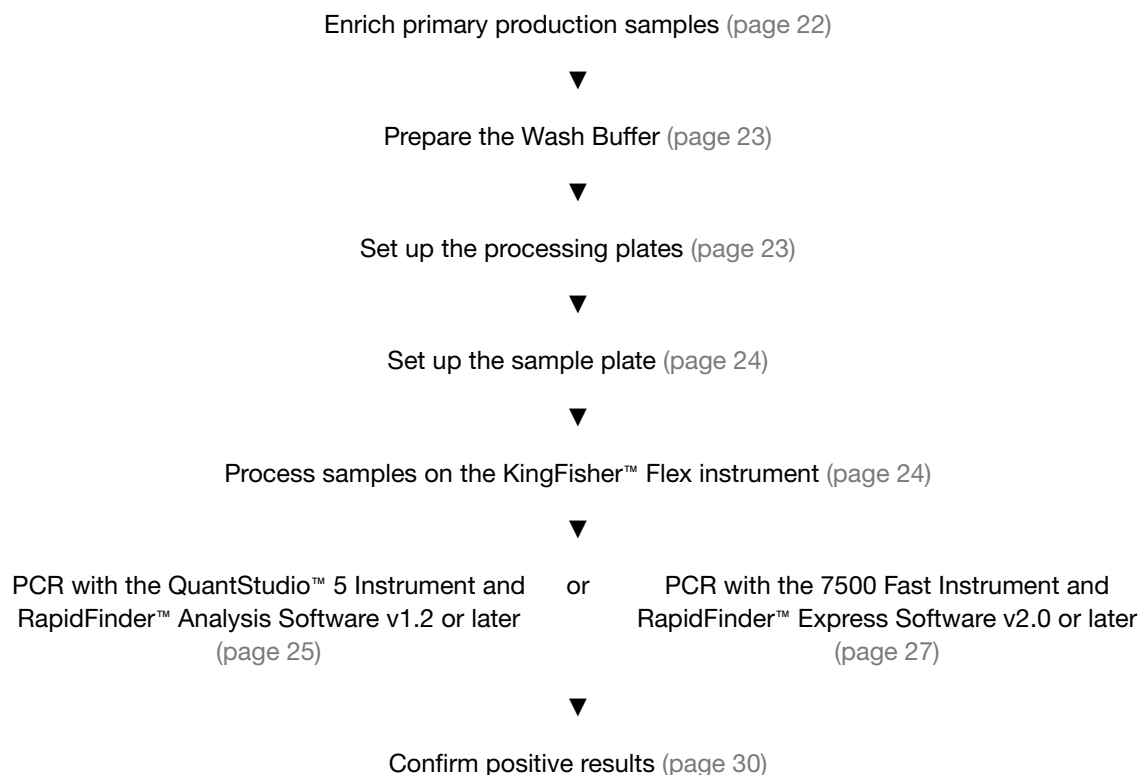 Enrich primary production samples (page 22)
▼
Prepare the Wash Buffer (page 23)
▼
Set up the processing plates (page 23)
▼
Set up the sample plate (page 24)
▼
Process samples on the KingFisher™ Flex instrument (page 24)
▼
PCR with the QuantStudio™ 5 Instrument and
RapidFinder™ Analysis Software v1.2 or later
(page 25)
or
PCR with the 7500 Fast Instrument and
RapidFinder™ Express Software v2.0 or later
(page 27)
▼
Confirm positive results (page 30)